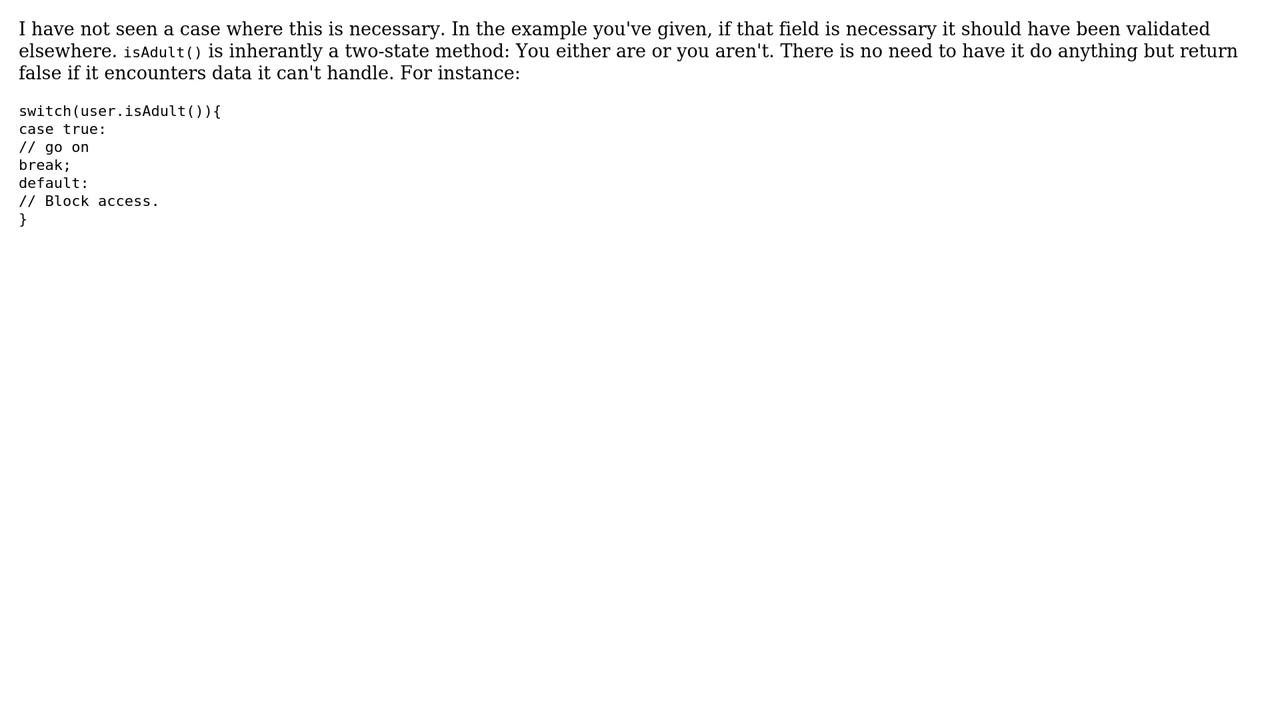 I have not seen a case where this is necessary. In the example you've given, if that field is necessary it should have been validated
elsewhere. isAdult() is inherantly a two-state method: You either are or you aren't. There is no need to have it do anything but return
false if it encounters data it can't handle. For instance:
switch(user.isAdult()){
case true:
// go on
break;
default:
// Block access.
}